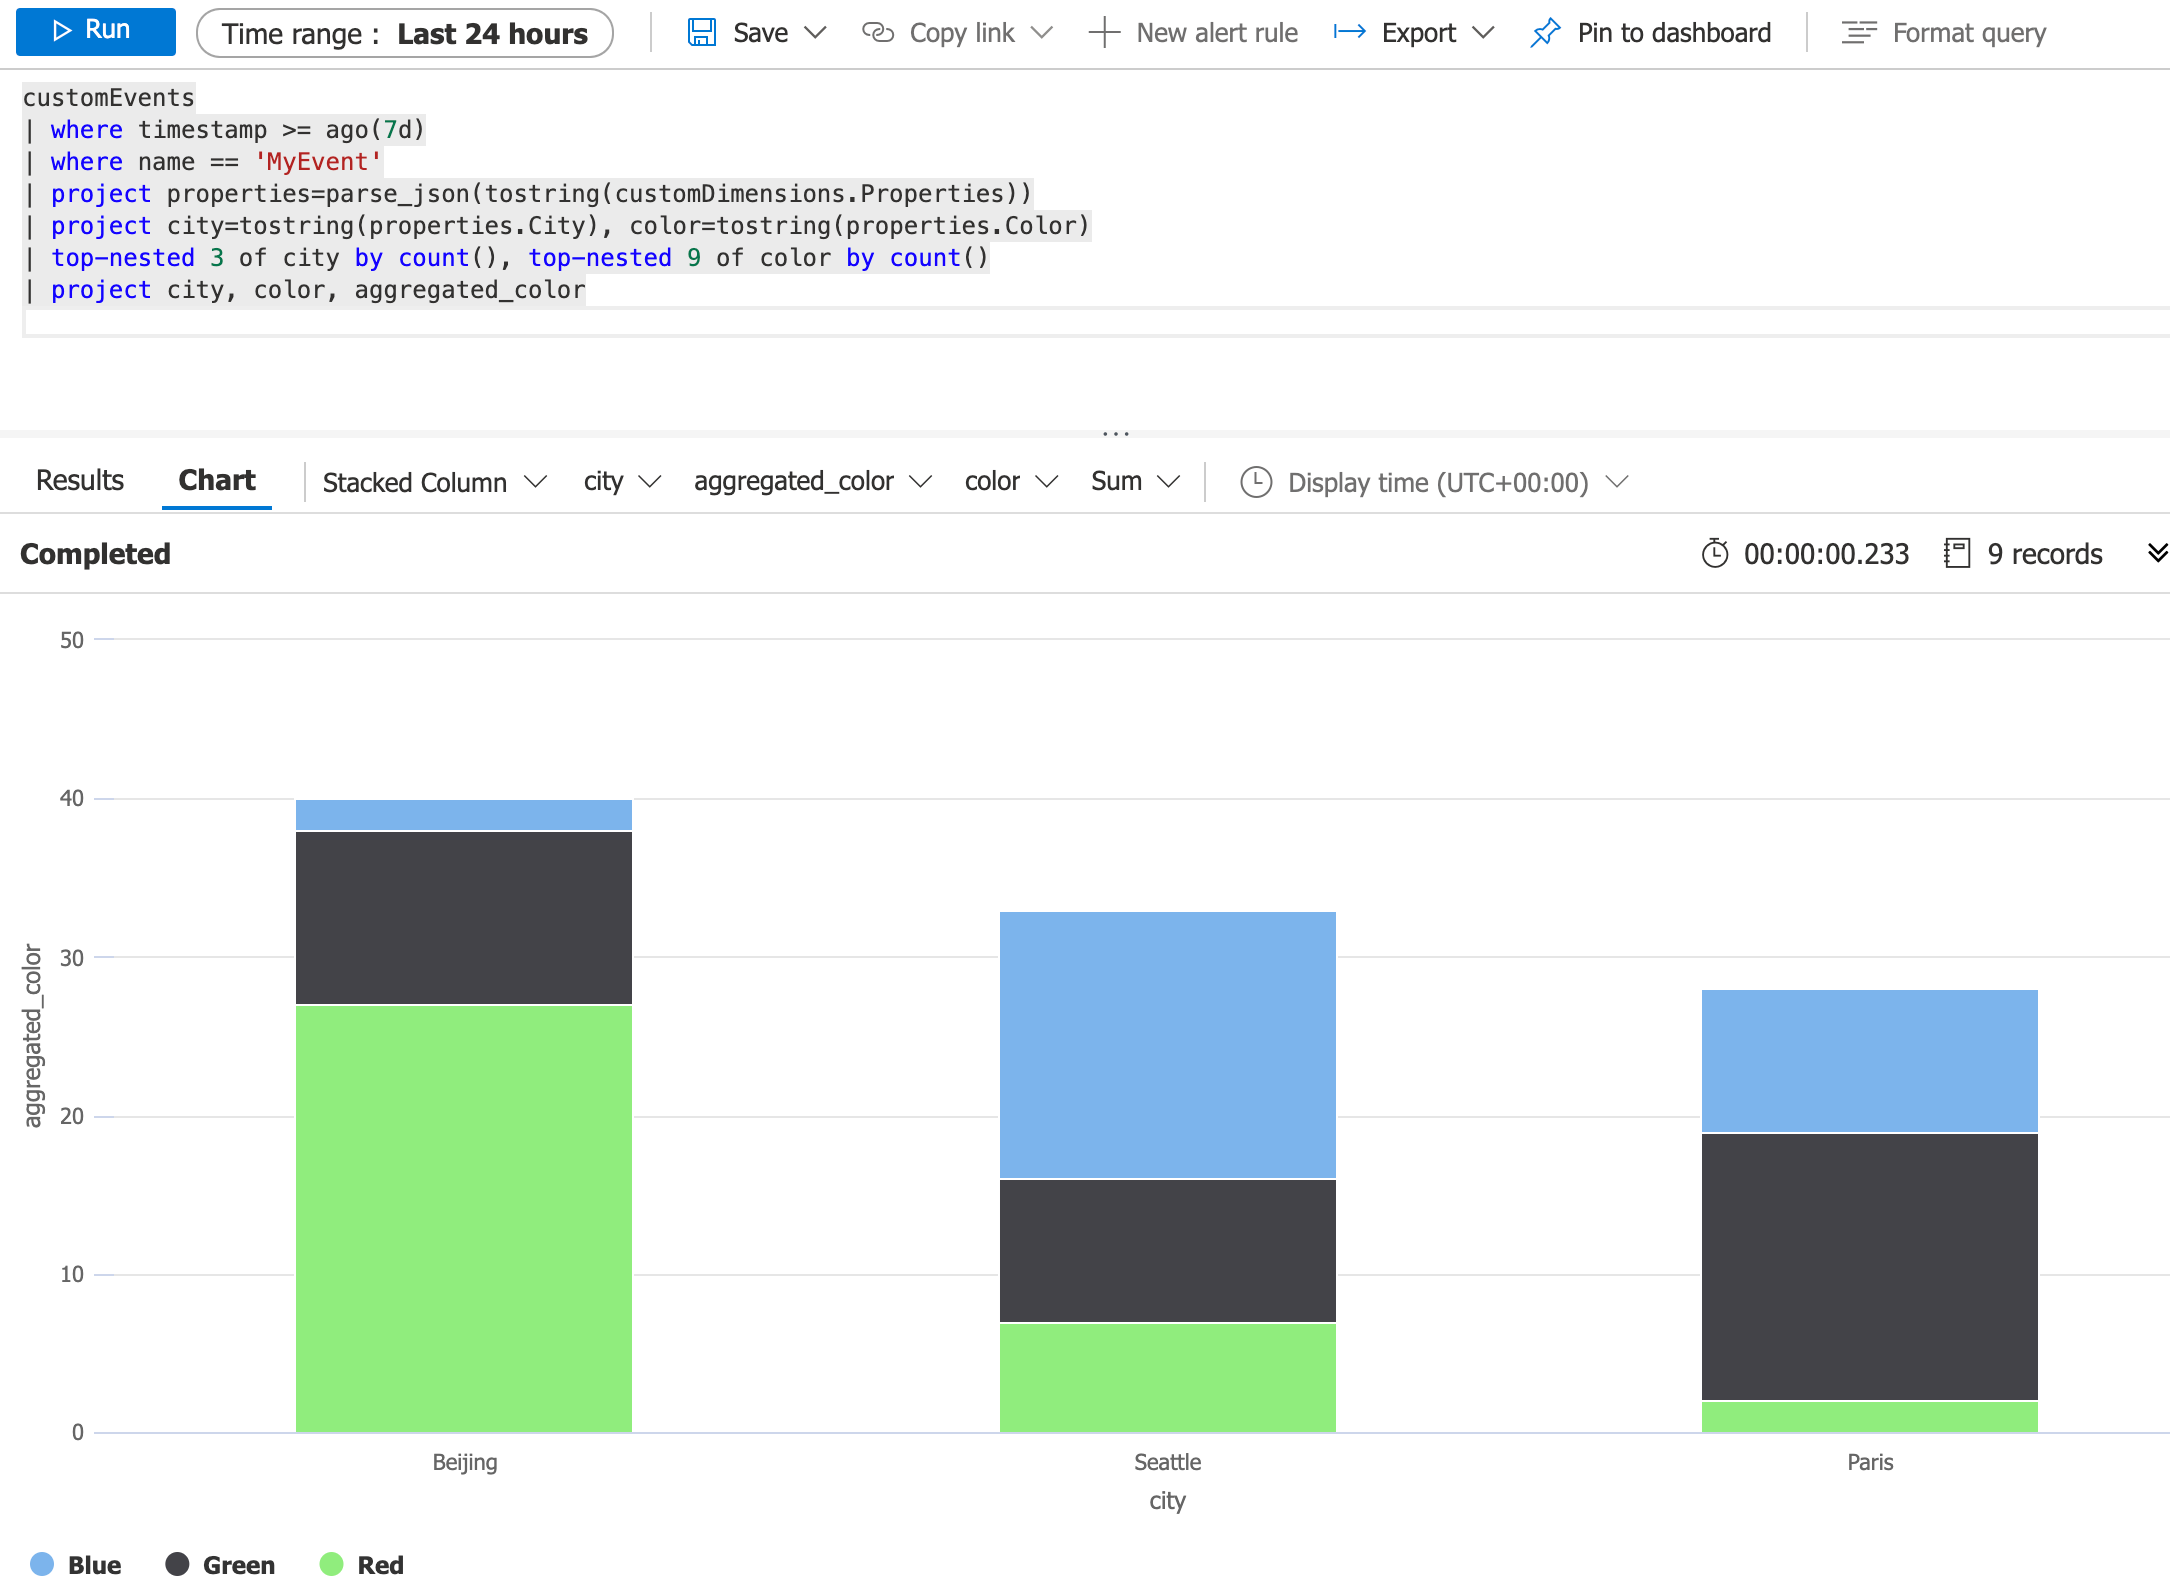 Run Time range : Last 24 hours Save Copy link New alert rule Export Pin to dashboard Format query
customEvents
| where timestamp >= ago(7d)
| where name == 'MyEvent'
| project properties=parse_json(tostring(customDimensions.Properties))
| project city=tostring(properties.City), color=tostring(properties.Color)
| top-nested 3 of city by count(), top-nested 9 of color by count()
| project city, color, aggregated_color
...
Results Chart Stacked Column city aggregated_color color Sum Display time (UTC+00:00)
Completed 00:00:00.233 9 records
50
40
30
20
10
0
aggregated_color
Beijing Seattle Paris
city
Blue Green Red